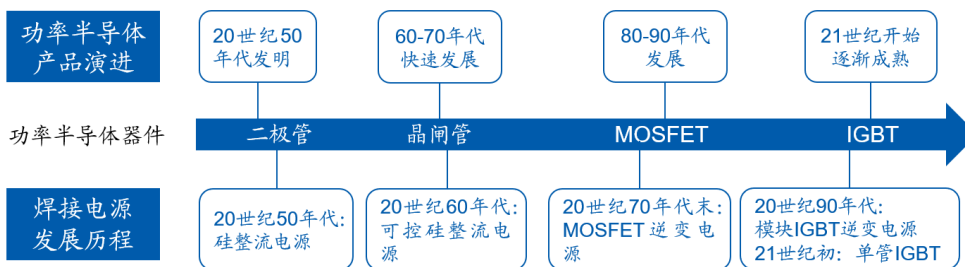 功率半导体
产品演进
20世纪50
年代发明
60-70年代
快速发展
80-90年代
发展
21世纪开始
逐渐成熟
功率半导体器件
二极管
晶闸管
MOSFET
IGBT
焊接电源
发展历程
20世纪50年代:
硅整流电源
20世纪60年代:
可控硅整流电
源
20世纪70年代末:
MOSFET逆变电
源
20世纪90年代:
模块IGBT逆变电源
21世纪初：单管IGBT